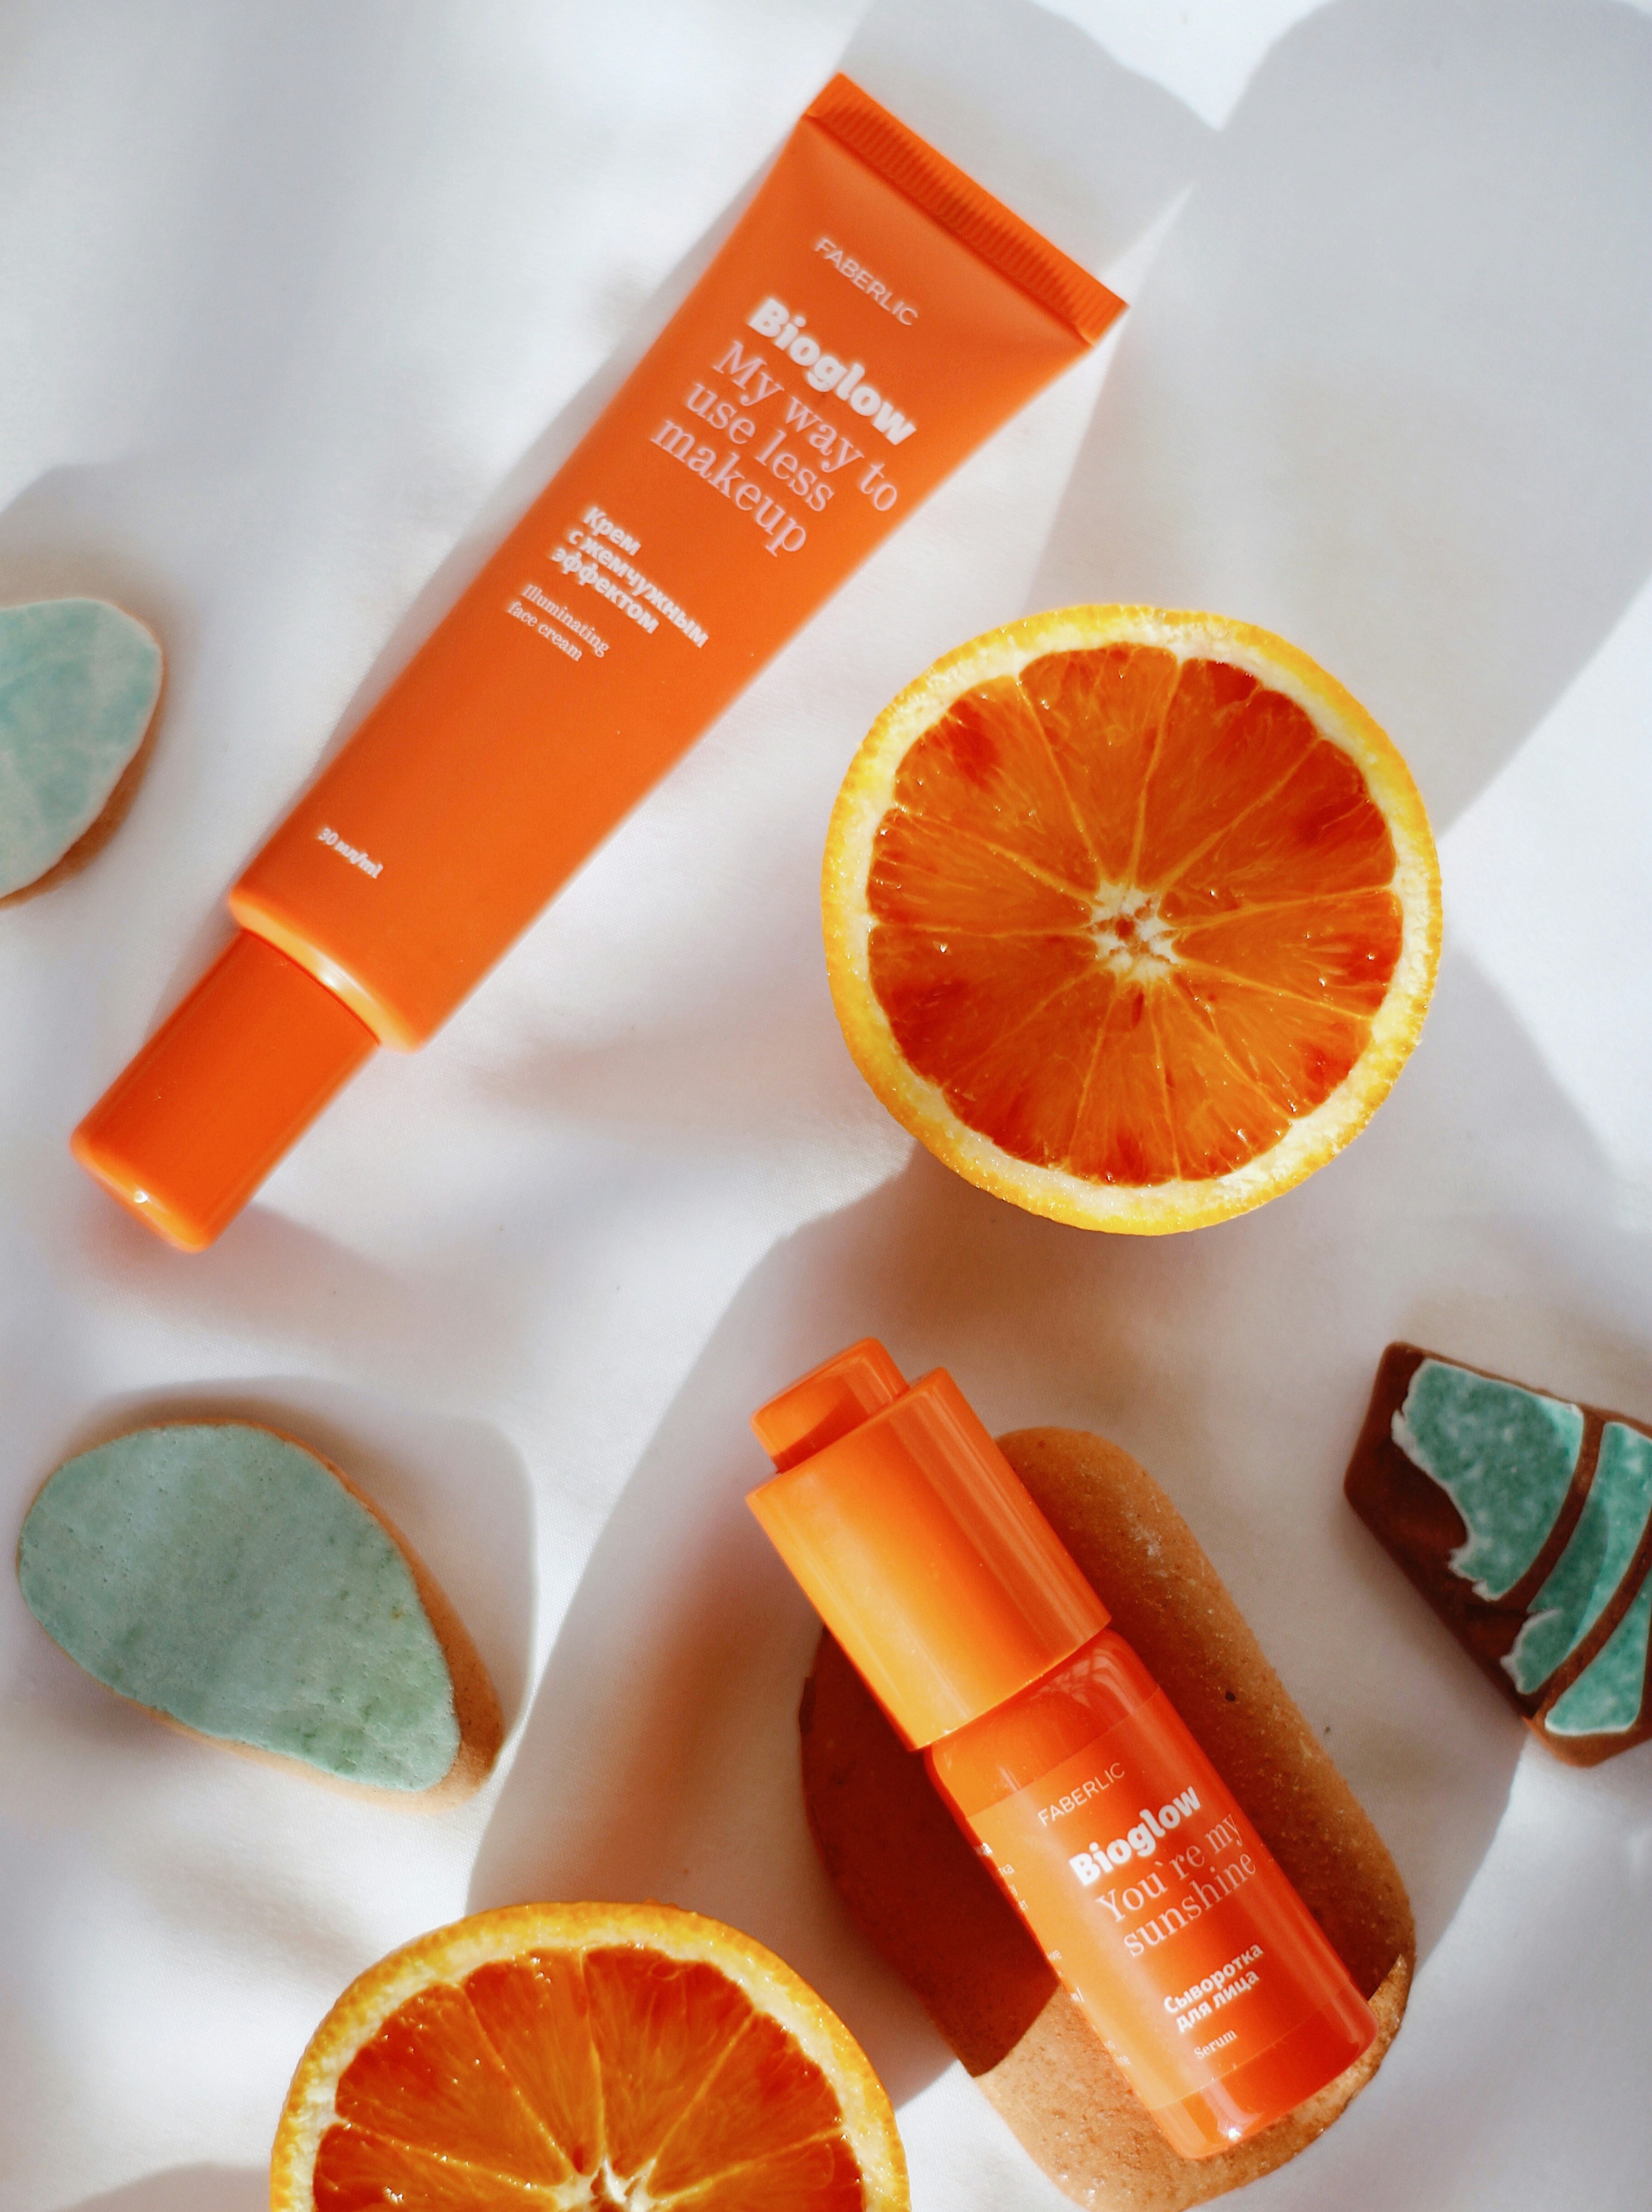 FABERLIC
Bioglow
My way to
use less
makeup
Крем
с жемчужным
эффектом
Illuminating
face cream
30 мл/ml
FABERLIC
Bioglow
You`re my
sunshine
Сыворотка
для лица
Serum